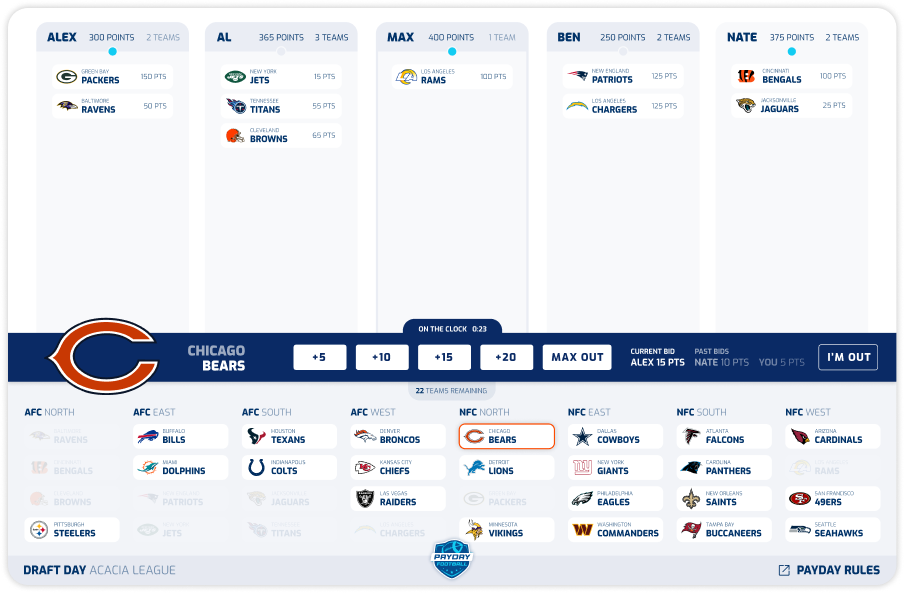 ALEX 300 POINTS 2 TEAMS
AL 365 POINTS 3 TEAMS
MAX 400 POINTS 1 TEAM
BEN 250 POINTS 2 TEAMS
NATE 375 POINTS 2 TEAMS
GREEN BAY
PACKERS 150 PTS
BALTIMORE
RAVENS 50 PTS
NEW YORK
JETS 15 PTS
TENNESSEE
TITANS 55 PTS
CLEVELAND
BROWNS 65 PTS
LOS ANGELES
RAMS 100 PTS
NEW ENGLAND
PATRIOTS 125 PTS
LOS ANGELES
CHARGERS 125 PTS
CINCINNATI
BENGALS 100 PTS
JACKSONVILLE
JAGUARS 25 PTS
ON THE CLOCK 0:23
CHICAGO
BEARS
+5
+10
+15
+20
MAX OUT
CURRENT BID
ALEX 15 PTS
PAST BIDS
NATE 10 PTS YOU 5 PTS
I'M OUT
22 TEAMS REMAINING
AFC NORTH
BALTIMORE
RAVENS
CINCINNATI
BENGALS
CLEVELAND
BROWNS
PITTSBURGH
STEELERS
AFC EAST
BUFFALO
BILLS
MIAMI
DOLPHINS
NEW ENGLAND
PATRIOTS
NEW YORK
JETS
AFC SOUTH
HOUSTON
TEXANS
INDIANAPOLIS
COLTS
JACKSONVILLE
JAGUARS
TENNESSEE
TITANS
AFC WEST
DENVER
BRONCOS
KANSAS CITY
CHIEFS
LAS VEGAS
RAIDERS
LOS ANGELES
CHARGERS
NFC NORTH
CHICAGO
BEARS
DETROIT
LIONS
GREEN BAY
PACKERS
MINNESOTA
VIKINGS
NFC EAST
DALLAS
COWBOYS
NEW YORK
GIANTS
PHILADELPHIA
EAGLES
WASHINGTON
COMMANDERS
NFC SOUTH
ATLANTA
FALCONS
CAROLINA
PANTHERS
NEW ORLEANS
SAINTS
TAMPA BAY
BUCCANEERS
NFC WEST
ARIZONA
CARDINALS
LOS ANGELES
RAMS
SAN FRANCISCO
49ERS
SEATTLE
SEAHAWKS
DRAFT DAY ACACIA LEAGUE
PAYDAY
FOOTBALL
PAYDAY RULES